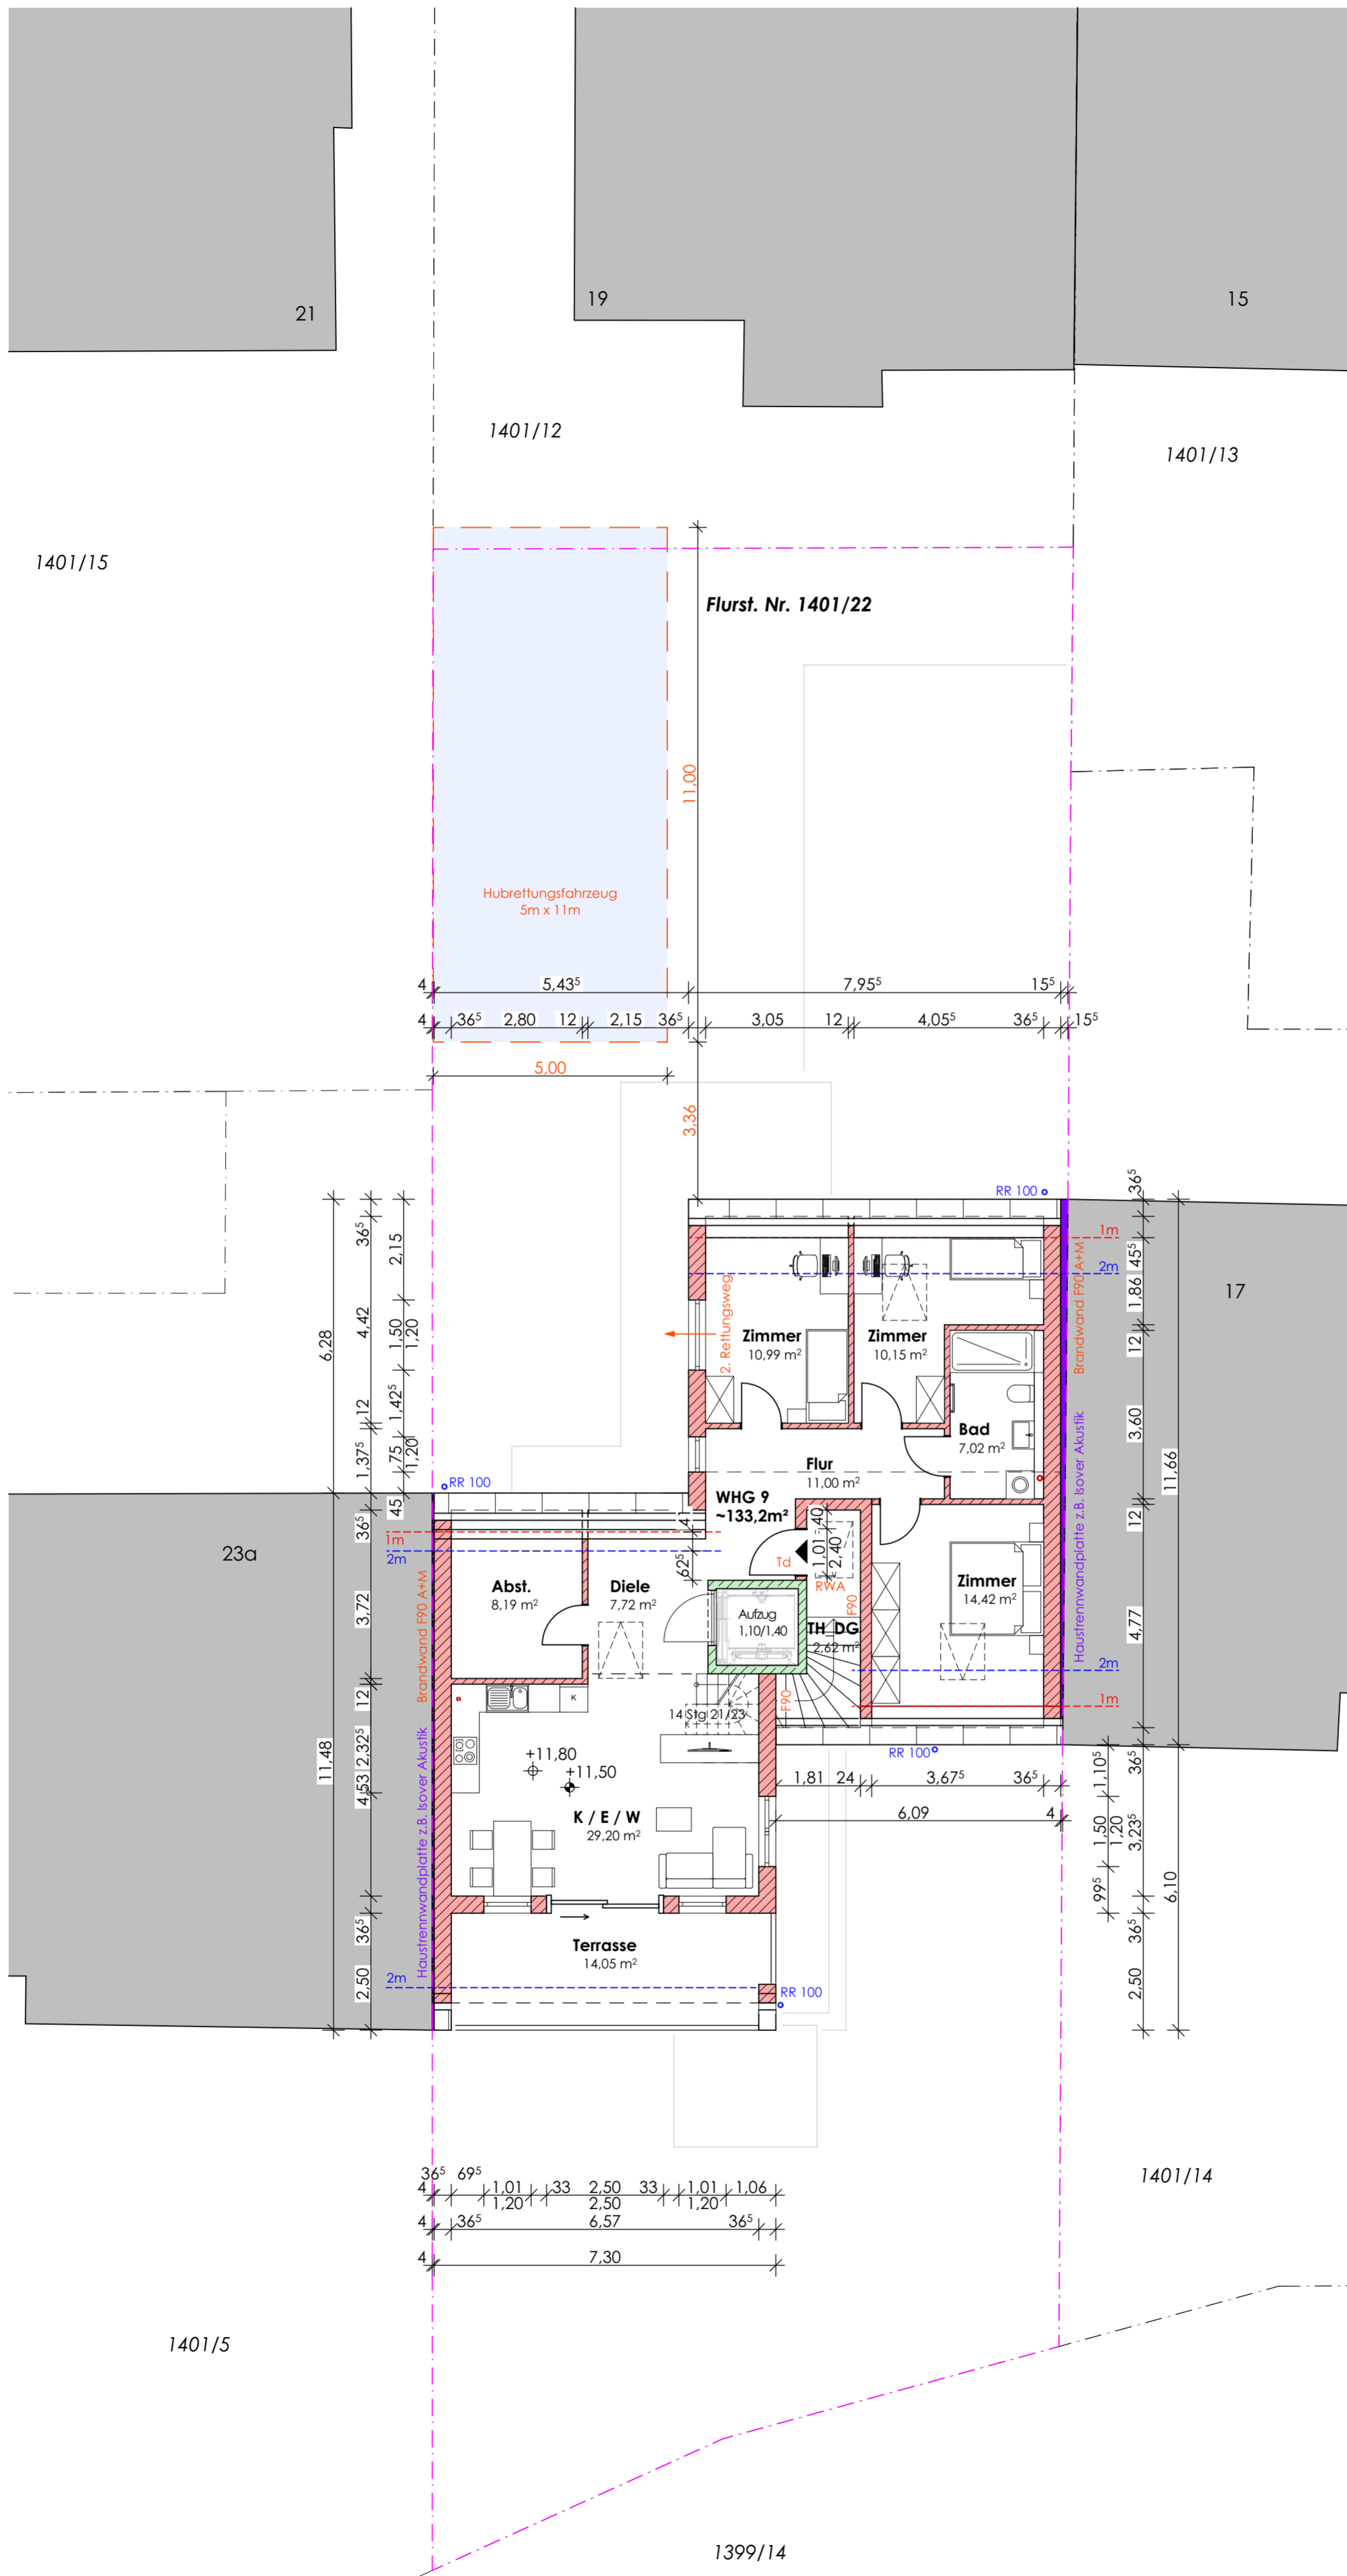 21
19
15
1401/12
1401/13
1401/15
Flurst. Nr. 1401/22
11,00
Hubrettungsfahrzeug
5m x 11m
4
5,43⁵
7,95⁵
15⁵
4
36⁵
2,80
12
2,15
36⁵
3,05
12
4,05⁵
36⁵
15⁵
5,00
3,36
RR 100
36⁵
1m
2m
45⁵
1,86
12
3,60
12
4,77
11,66
17
Brandwand F90 A+M
Haustrennwandplatte z.B. Isover Akustik
6,28
36⁵
4,42
12
1,37⁵
2,15
1,50
1,20
1,42⁵
75
1,20
45
2. Rettungsweg
Zimmer
10,99 m²
Zimmer
10,15 m²
Bad
7,02 m²
Flur
11,00 m²
WHG 9
~133,2m²
RR 100
1m
2m
41
62⁵
40
1,01
2,40
Td
RWA
F90
23a
Abst.
8,19 m²
Diele
7,72 m²
Aufzug
1,10/1,40
TH DG
2,62 m²
Zimmer
14,42 m²
2m
1m
F90
K
14 Stg 21/23
RR 100
36⁵
3,72
12
2,32⁵
4,53
36⁵
2,50
11,48
Brandwand F90 A+M
Haustrennwandplatte z.B. Isover Akustik
+11,80
+11,50
K / E / W
29,20 m²
1,81
24
3,67⁵
36⁵
6,09
4
1,10⁵
1,50
1,20
99⁵
36⁵
3,23⁵
36⁵
2,50
6,10
Terrasse
14,05 m²
2m
RR 100
36⁵
69⁵
4
1,01
1,20
33
2,50
2,50
33
1,01
1,20
1,06
4
36⁵
6,57
36⁵
4
7,30
1401/14
1401/5
1399/14